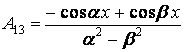 A₁₃ = (−cosαx + cosβx) / (α² − β²)